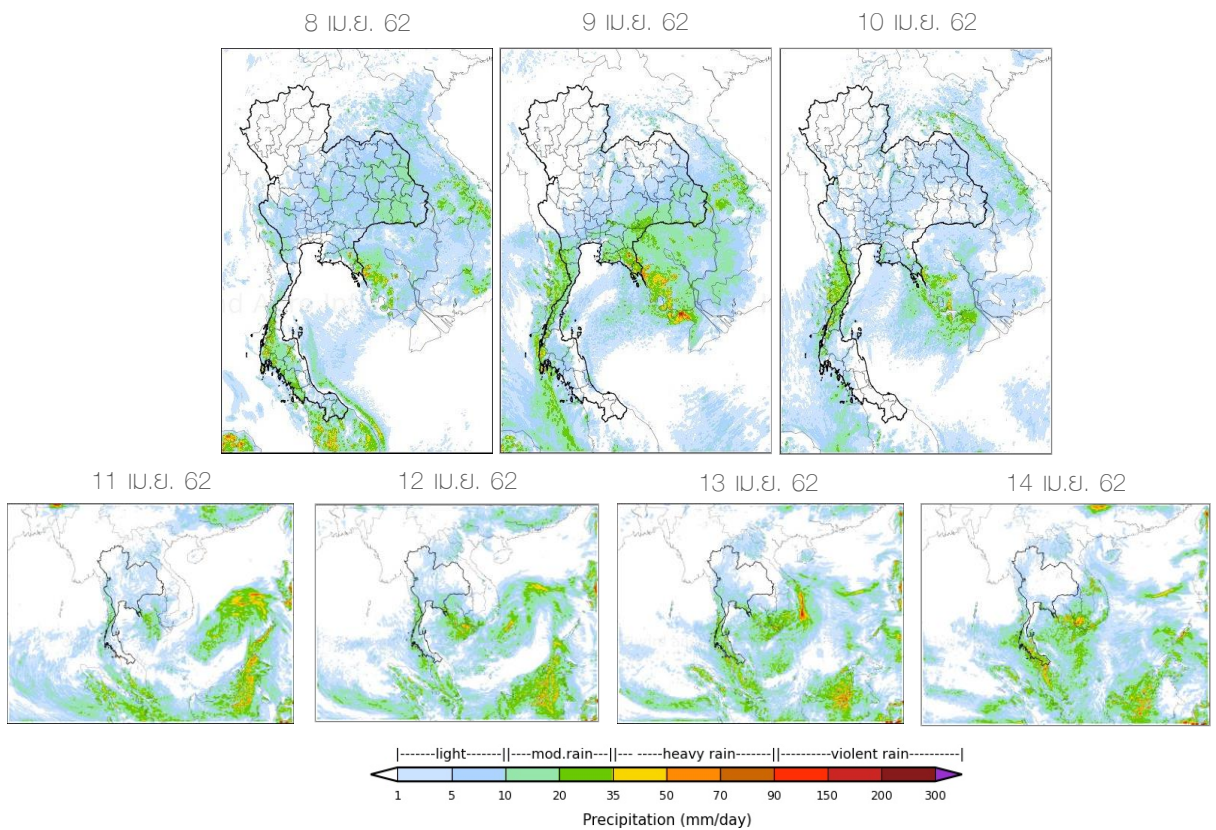 8 เม.ย. 62
9 เม.ย. 62
10 เม.ย. 62
11 เม.ย. 62
12 เม.ย. 62
13 เม.ย. 62
14 เม.ย. 62
|------light-------||----mod.rain---||--- -----heavy rain--------||---------violent rain----------|
1 5 10 20 35 50 70 90 150 200 300
Precipitation (mm/day)